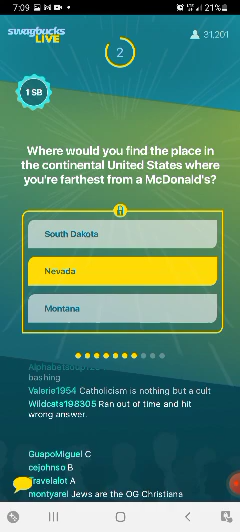 7:09
21%
swagbucks
LIVE
2
31,201
1 SB
Where would you find the place in
the continental United States where
you're farthest from a McDonald's?
South Dakota
Nevada
Montana
Alphabetsoup120
bashing
Valerie1954 Catholicism is nothing but a cult
Wildcats198305 Ran out of time and hit
wrong answer.
GuapoMiguel C
cejohnso B
Travelalot A
montyarel Jews are the OG Christiana